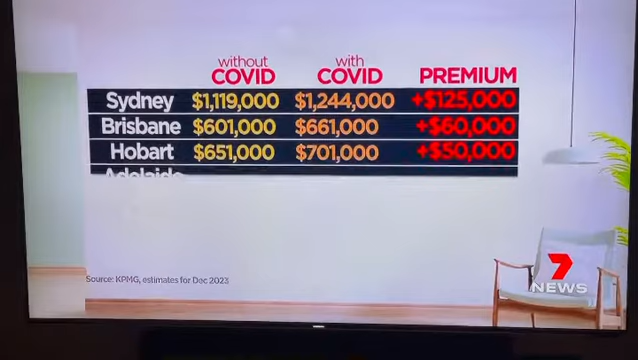 without with
COVID COVID PREMIUM
Sydney $1,119,000 $1,244,000 +$125,000
Brisbane $601,000 $661,000 +$60,000
Hobart $651,000 $701,000 +$50,000
Adelaide
Source: KPMG, estimates for Dec 2023
7
NEWS